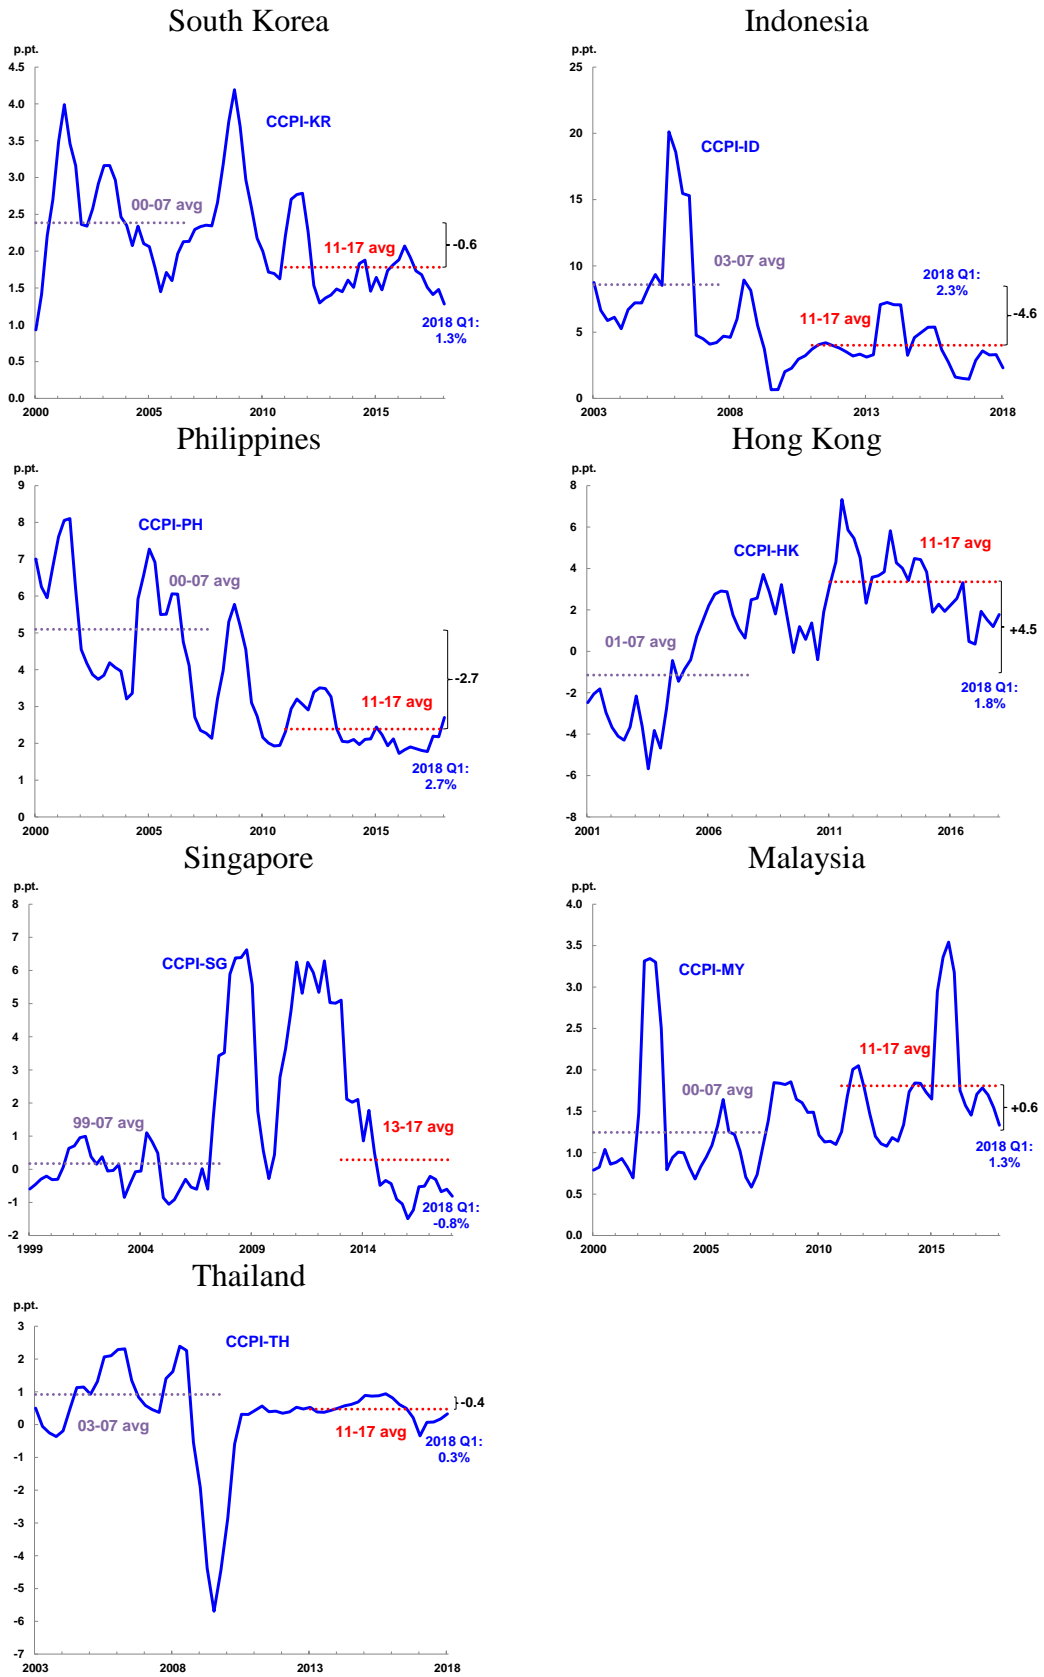 South Korea
p.pt.
4.5
4.0
3.5
3.0
2.5
2.0
1.5
1.0
0.5
0.0
CCPI-KR
00-07 avg
11-17 avg
-0.6
2018 Q1:
1.3%
2000
2005
2010
2015
Indonesia
p.pt.
25
20
15
10
5
0
CCPI-ID
03-07 avg
11-17 avg
2018 Q1:
2.3%
-4.6
2003
2008
2013
2018
Philippines
p.pt.
9
8
7
6
5
4
3
2
1
0
CCPI-PH
00-07 avg
11-17 avg
-2.7
2018 Q1:
2.7%
2000
2005
2010
2015
Hong Kong
p.pt.
8
6
4
2
0
-2
-4
-6
-8
CCPI-HK
01-07 avg
11-17 avg
+4.5
2018 Q1:
1.8%
2001
2006
2011
2016
Singapore
p.pt.
8
7
6
5
4
3
2
1
0
-1
-2
CCPI-SG
99-07 avg
13-17 avg
2018 Q1:
-0.8%
1999
2004
2009
2014
Malaysia
p.pt.
4.0
3.5
3.0
2.5
2.0
1.5
1.0
0.5
0.0
CCPI-MY
00-07 avg
11-17 avg
+0.6
2018 Q1:
1.3%
2000
2005
2010
2015
Thailand
p.pt.
3
2
1
0
-1
-2
-3
-4
-5
-6
-7
CCPI-TH
03-07 avg
11-17 avg
-0.4
2018 Q1:
0.3%
2003
2008
2013
2018